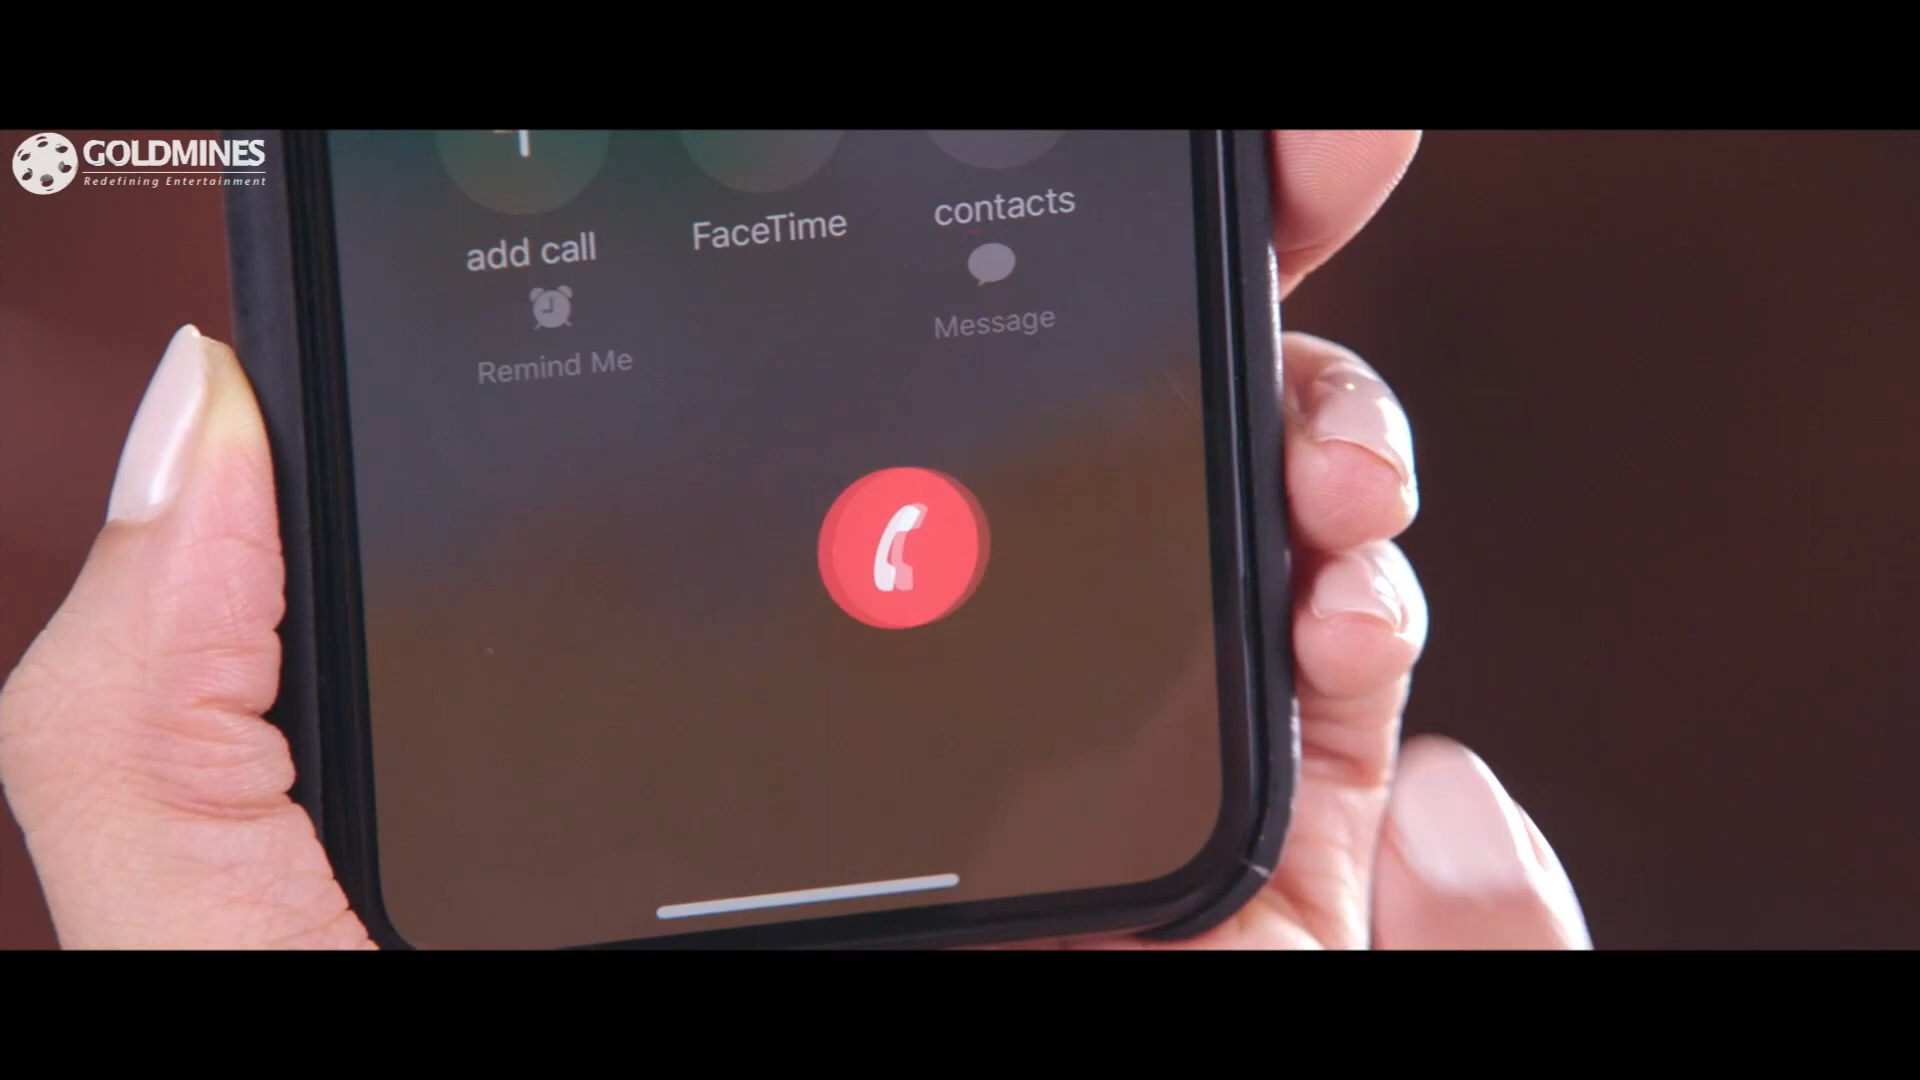 GOLDMINES
Redefining Entertainment
add call
FaceTime
contacts
Remind Me
Message